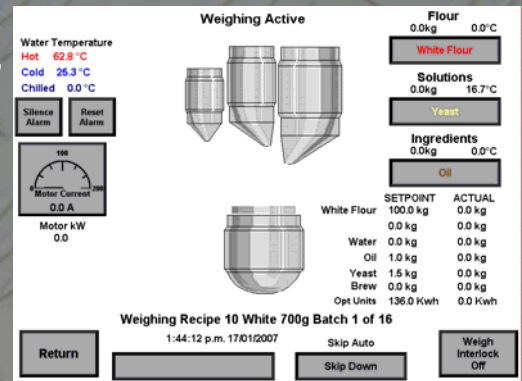 Weighing Active
Water Temperature
Hot 62.8 °C
Cold 25.3 °C
Chilled 0.0 °C
Silence Alarm
Reset Alarm
100
0 200
Motor Current
0.0 A
Motor kW
0.0
Flour
0.0kg 0.0°C
White Flour
Solutions
0.0kg 16.7°C
Yeast
Ingredients
0.0kg 0.0°C
Oil
SETPOINT ACTUAL
White Flour 100.0 kg 0.0 kg
0.0 kg 0.0 kg
Water 0.0 kg 0.0 kg
Oil 1.0 kg 0.0 kg
Yeast 1.5 kg 0.0 kg
Brew 0.0 kg 0.0 kg
Opt Units 136.0 Kwh 0.0 Kwh
Weighing Recipe 10 White 700g Batch 1 of 16
1:44:12 p.m. 17/01/2007
Return
Skip Auto
Skip Down
Weigh
Interlock
Off